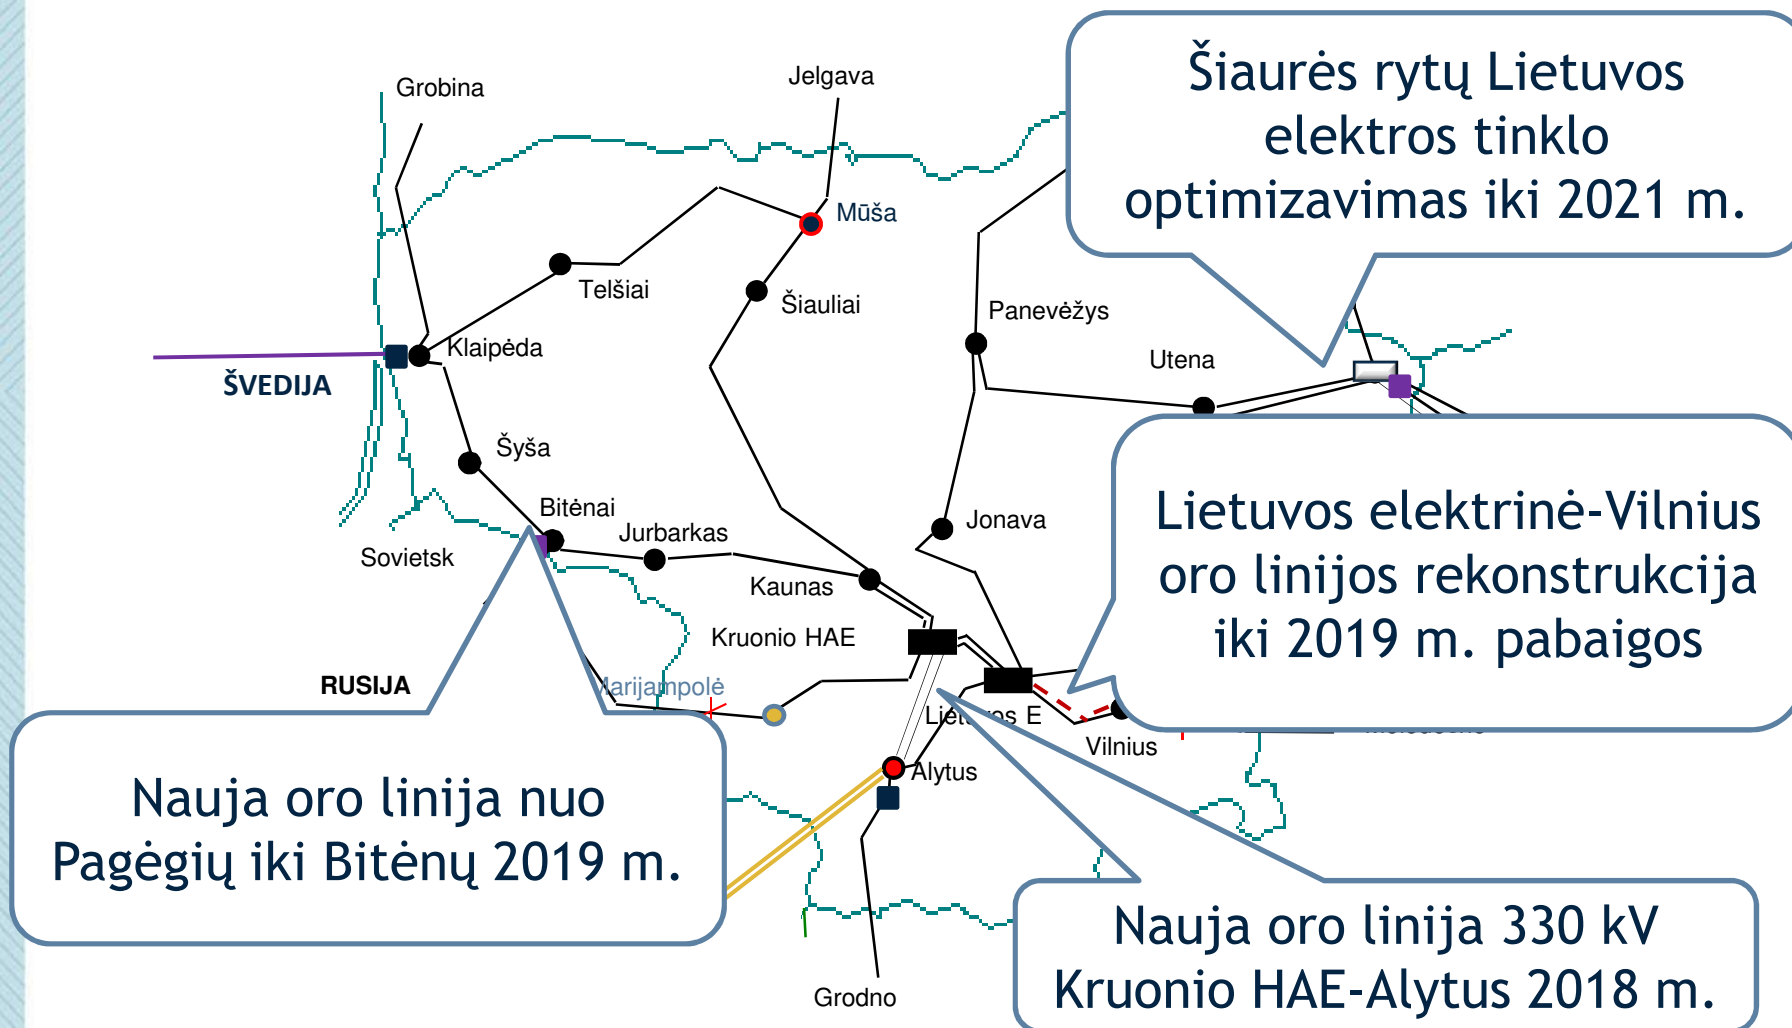 Grobina
Jelgava
Šiaurės rytų Lietuvos
elektros tinklo
optimizavimas iki 2021 m.
Mūša
Telšiai
Šiauliai
Panevėžys
Klaipėda
Utena
ŠVEDIJA
Šyša
Bitėnai
Jurbarkas
Jonava
Sovietsk
Kaunas
Lietuvos elektrinė-Vilnius
oro linijos rekonstrukcija
iki 2019 m. pabaigos
Kruonio HAE
RUSIJA
Marijampolė
Lietuvos E
Vilnius
Alytus
Nauja oro linija nuo
Pagėgių iki Bitėnų 2019 m.
Nauja oro linija 330 kV
Kruonio HAE-Alytus 2018 m.
Grodno